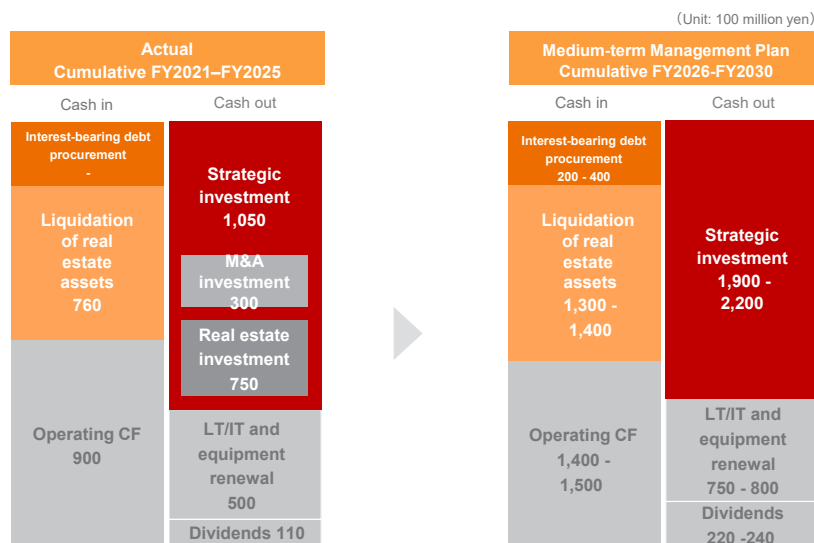 （Unit: 100 million yen）
Actual
Cumulative FY2021–FY2025
Cash in
Cash out
Interest-bearing debt
procurement
-
Liquidation
of real
estate
assets
760
Operating CF
900
Strategic
investment
1,050
M&A
investment
300
Real estate
investment
750
LT/IT and
equipment
renewal
500
Dividends 110
Medium-term Management Plan
Cumulative FY2026-FY2030
Cash in
Cash out
Interest-bearing debt
procurement
200 - 400
Liquidation
of real
estate
assets
1,300 -
1,400
Operating CF
1,400 -
1,500
Strategic
investment
1,900 -
2,200
LT/IT and
equipment
renewal
750 - 800
Dividends
220 -240